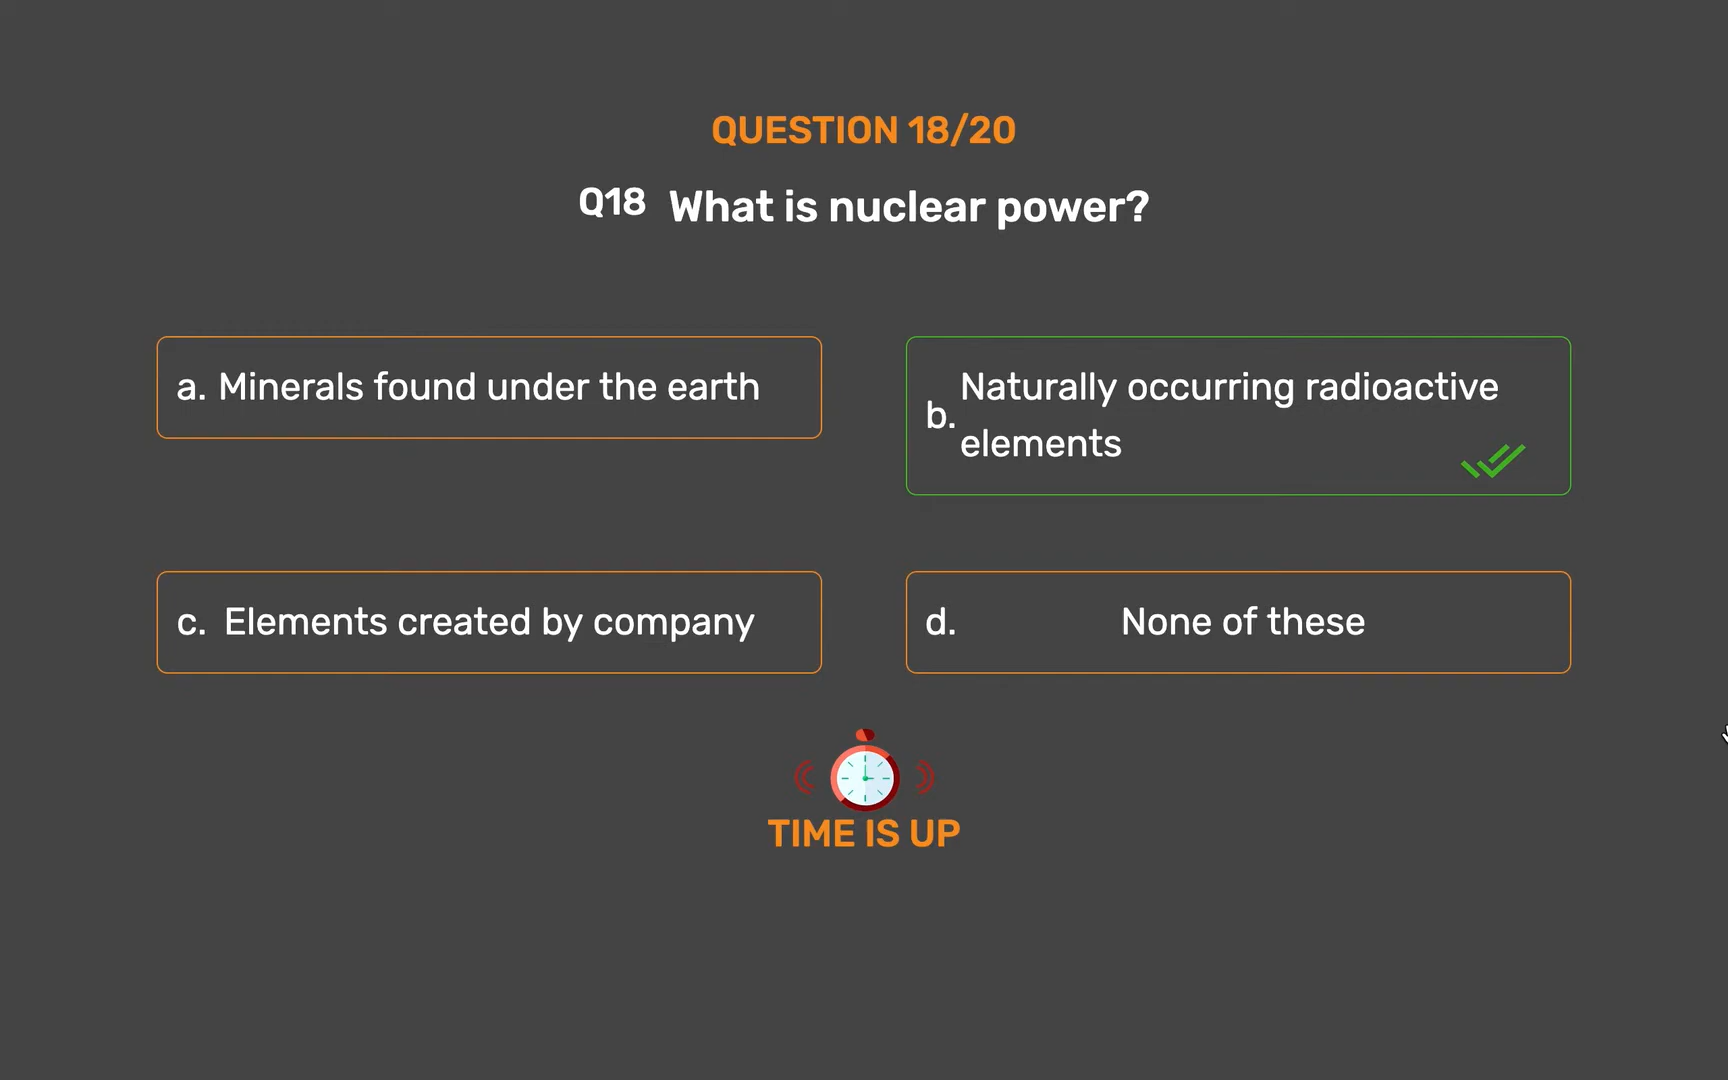 QUESTION 18/20
Q18 What is nuclear power?
a. Minerals found under the earth
b. Naturally occurring radioactive
elements
c. Elements created by company
d. None of these
TIME IS UP